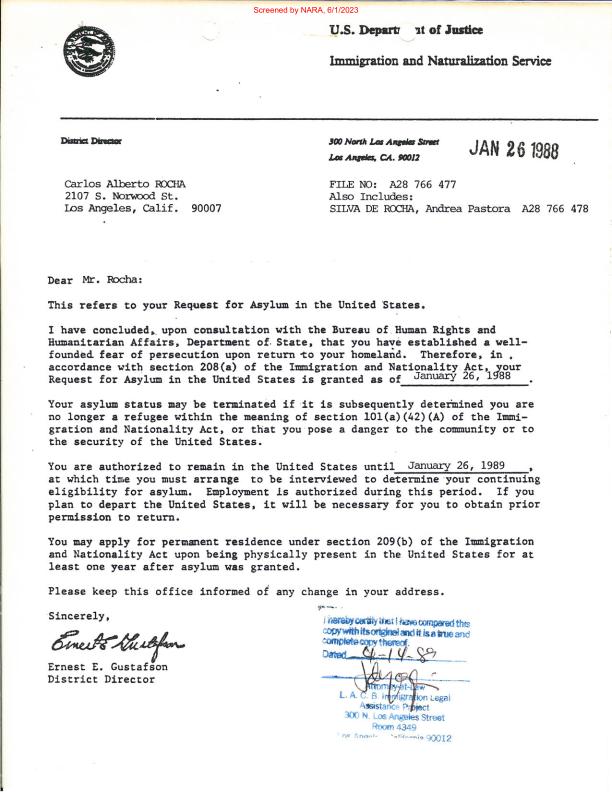 Screened by NARA, 6/1/2023
U.S. Depart t of Justice
Immigration and Naturalization Service
District Director
300 North Los Angeles Street
Los Angeles, CA. 90012
JAN 26 1988
Carlos Alberto ROCHA
2107 S. Norwood St.
Los Angeles, Calif. 90007
FILE NO: A28 766 477
Also Includes:
SILVA DE ROCHA, Andrea Pastora A28 766 478
Dear Mr. Rocha:
This refers to your Request for Asylum in the United States.
I have concluded, upon consultation with the Bureau of Human Rights and
Humanitarian Affairs, Department of State, that you have established a well-
founded fear of persecution upon return to your homeland. Therefore, in
accordance with section 208(a) of the Immigration and Nationality Act, your
Request for Asylum in the United States is granted as of January 26, 1988.
Your asylum status may be terminated if it is subsequently determined you are
no longer a refugee within the meaning of section 101(a)(42)(A) of the Immi-
gration and Nationality Act, or that you pose a danger to the community or to
the security of the United States.
You are authorized to remain in the United States until January 26, 1989,
at which time you must arrange to be interviewed to determine your continuing
eligibility for asylum. Employment is authorized during this period. If you
plan to depart the United States, it will be necessary for you to obtain prior
permission to return.
You may apply for permanent residence under section 209(b) of the Immigration
and Nationality Act upon being physically present in the United States for at
least one year after asylum was granted.
Please keep this office informed of any change in your address.
Sincerely,
Ernest E. Gustafson
Ernest E. Gustafson
District Director
I hereby certify that I have compared this
copy with its original and it is a true and
complete copy thereof.
Dated 4-14-89
Attorney-at-Law
L. A. C. B. Immigration Legal
Assistance Project
300 N. Los Angeles Street
Room 4349
Los Angeles, California 90012